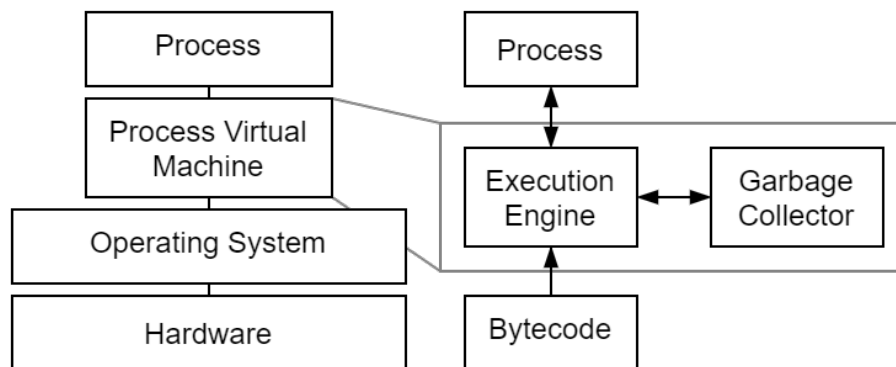 Process
Process Virtual
Machine
Operating System
Hardware
Process
Execution
Engine
Garbage
Collector
Bytecode